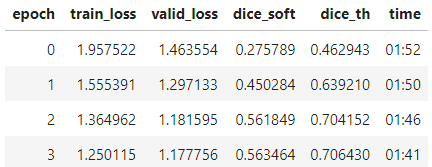 epoch train_loss valid_loss dice_soft dice_th time
0 1.957522 1.463554 0.275789 0.462943 01:52
1 1.555391 1.297133 0.450284 0.639210 01:50
2 1.364962 1.181595 0.561849 0.704152 01:46
3 1.250115 1.177756 0.563464 0.706430 01:41